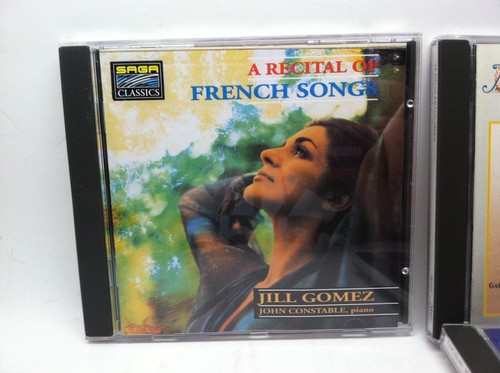 SAGA
CLASSICS
A RECITAL OF
FRENCH SONGS
JILL GOMEZ
JOHN CONSTABLE, piano